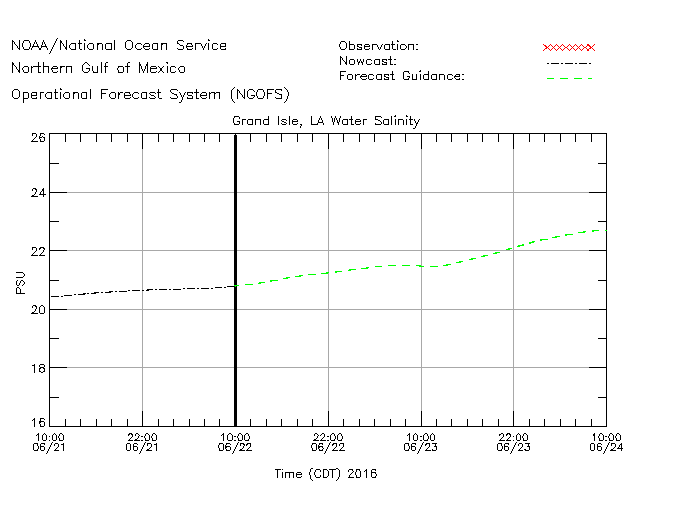 NOAA/National Ocean Service
Northern Gulf of Mexico
Operational Forecast System (NGOFS)
Observation:
Nowcast:
Forecast Guidance:
Grand Isle, LA Water Salinity
26
24
22
20
18
16
PSU
10:00 22:00 10:00 22:00 10:00 22:00 10:00
06/21 06/21 06/22 06/22 06/23 06/23 06/24
Time (CDT) 2016